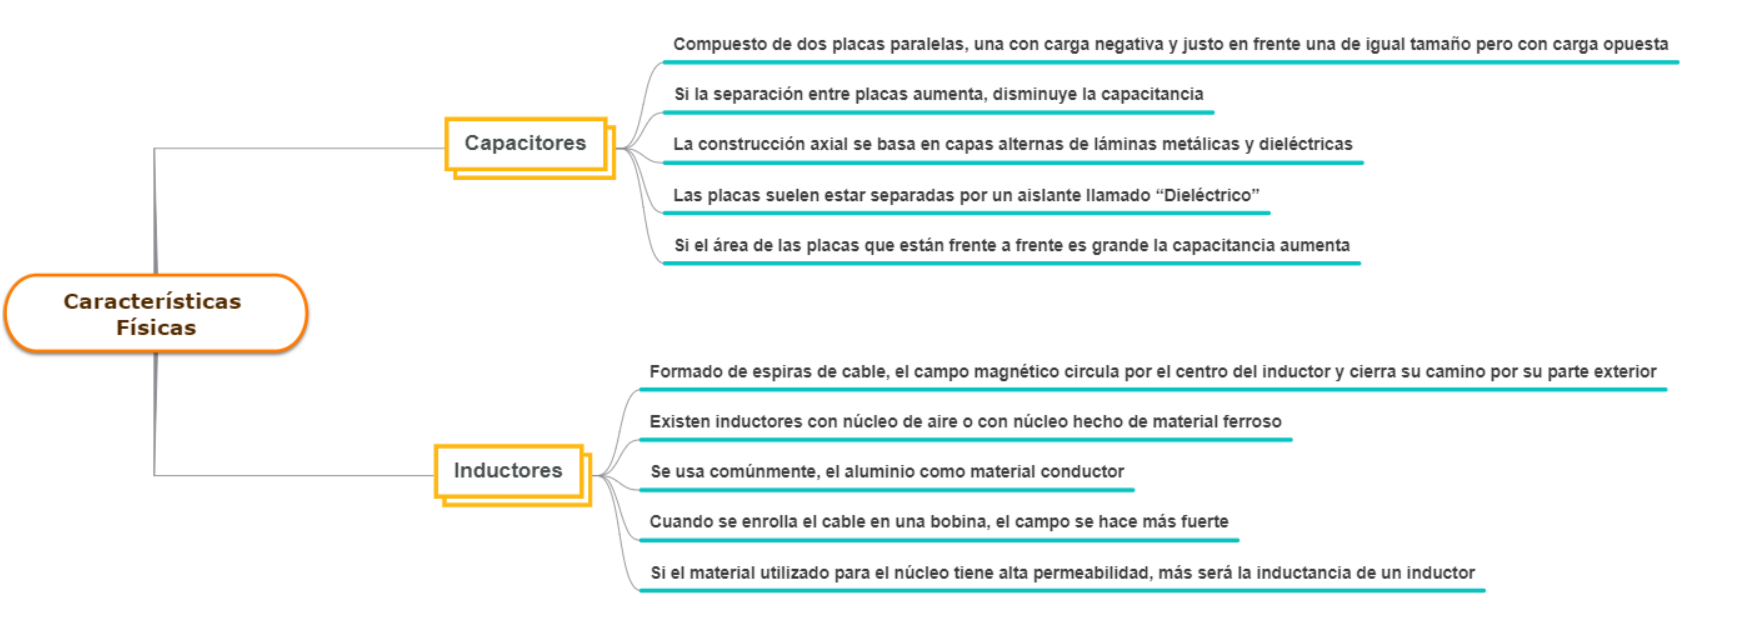 Características
Físicas
Capacitores
Compuesto de dos placas paralelas, una con carga negativa y justo en frente una de igual tamaño pero con carga opuesta
Si la separación entre placas aumenta, disminuye la capacitancia
La construcción axial se basa en capas alternas de láminas metálicas y dieléctricas
Las placas suelen estar separadas por un aislante llamado “Dieléctrico”
Si el área de las placas que están frente a frente es grande la capacitancia aumenta
Inductores
Formado de espiras de cable, el campo magnético circula por el centro del inductor y cierra su camino por su parte exterior
Existen inductores con núcleo de aire o con núcleo hecho de material ferroso
Se usa comúnmente, el aluminio como material conductor
Cuando se enrolla el cable en una bobina, el campo se hace más fuerte
Si el material utilizado para el núcleo tiene alta permeabilidad, más será la inductancia de un inductor